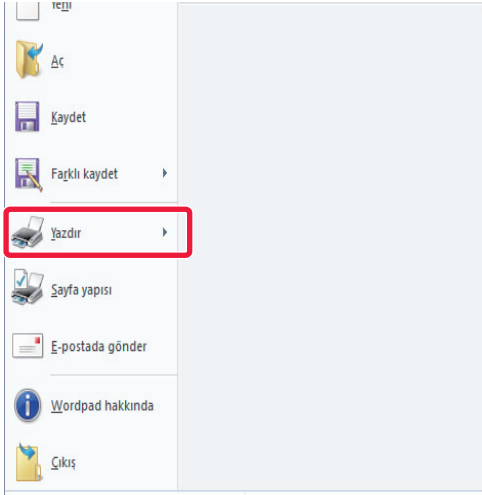 Yeni
Aç
Kaydet
Farklı kaydet
Yazdır
Sayfa yapısı
E-postada gönder
Wordpad hakkında
Çıkış